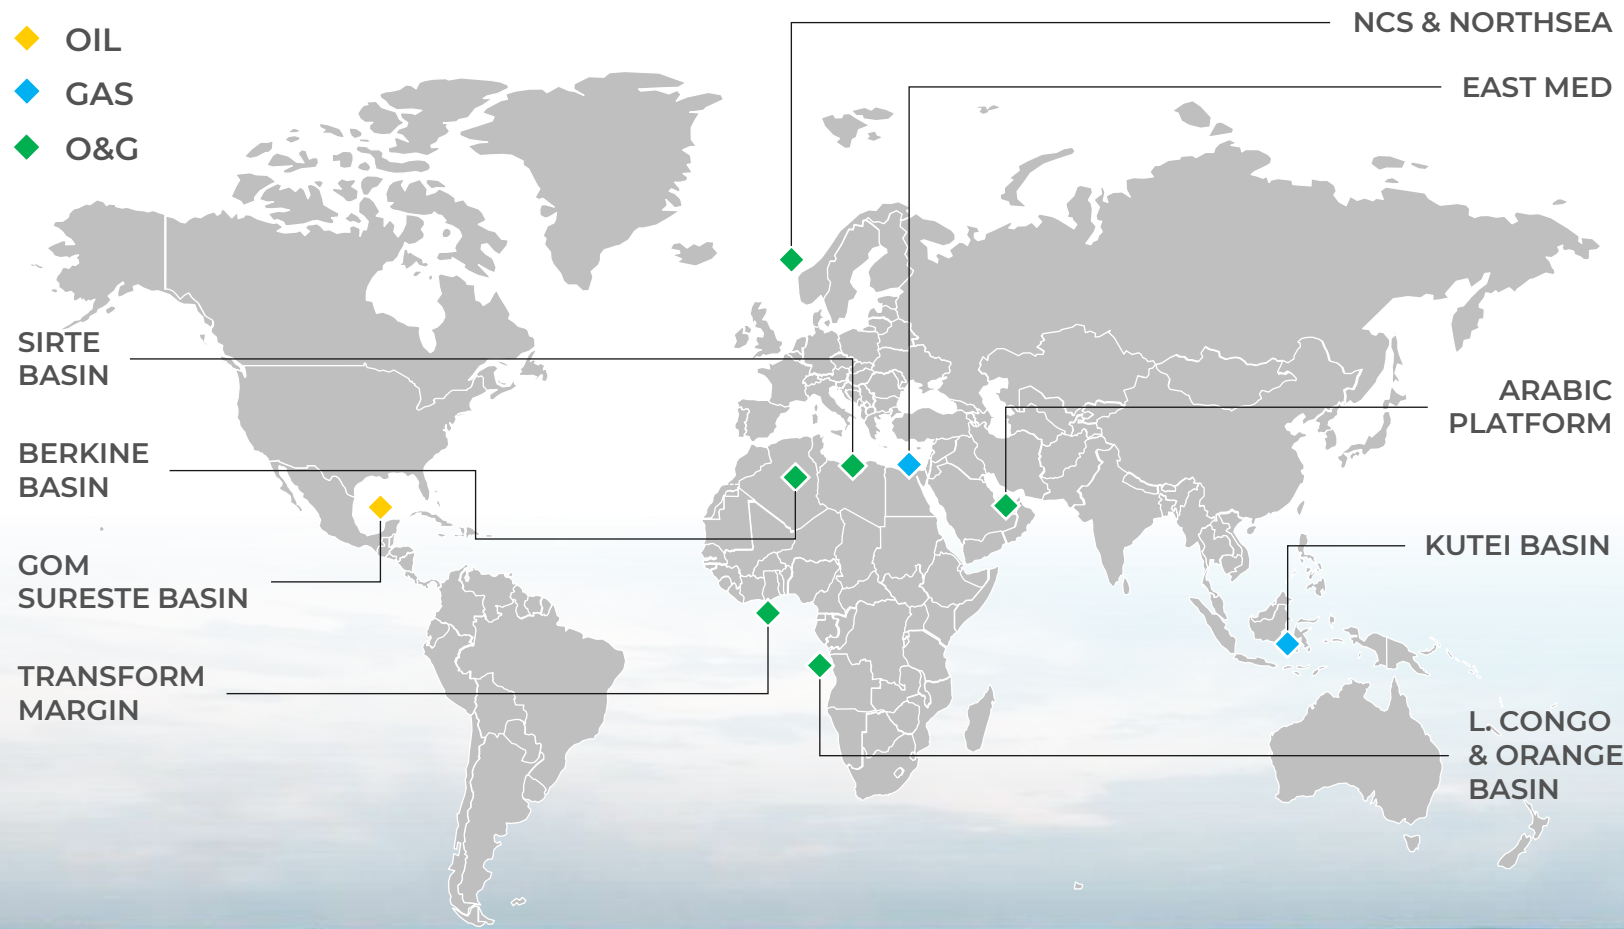 OIL
GAS
O&G
NCS & NORTHSEA
EAST MED
SIRTE
BASIN
BERKINE
BASIN
GOM
SURESTE BASIN
TRANSFORM
MARGIN
ARABIC
PLATFORM
KUTEI BASIN
L. CONGO
& ORANGE
BASIN